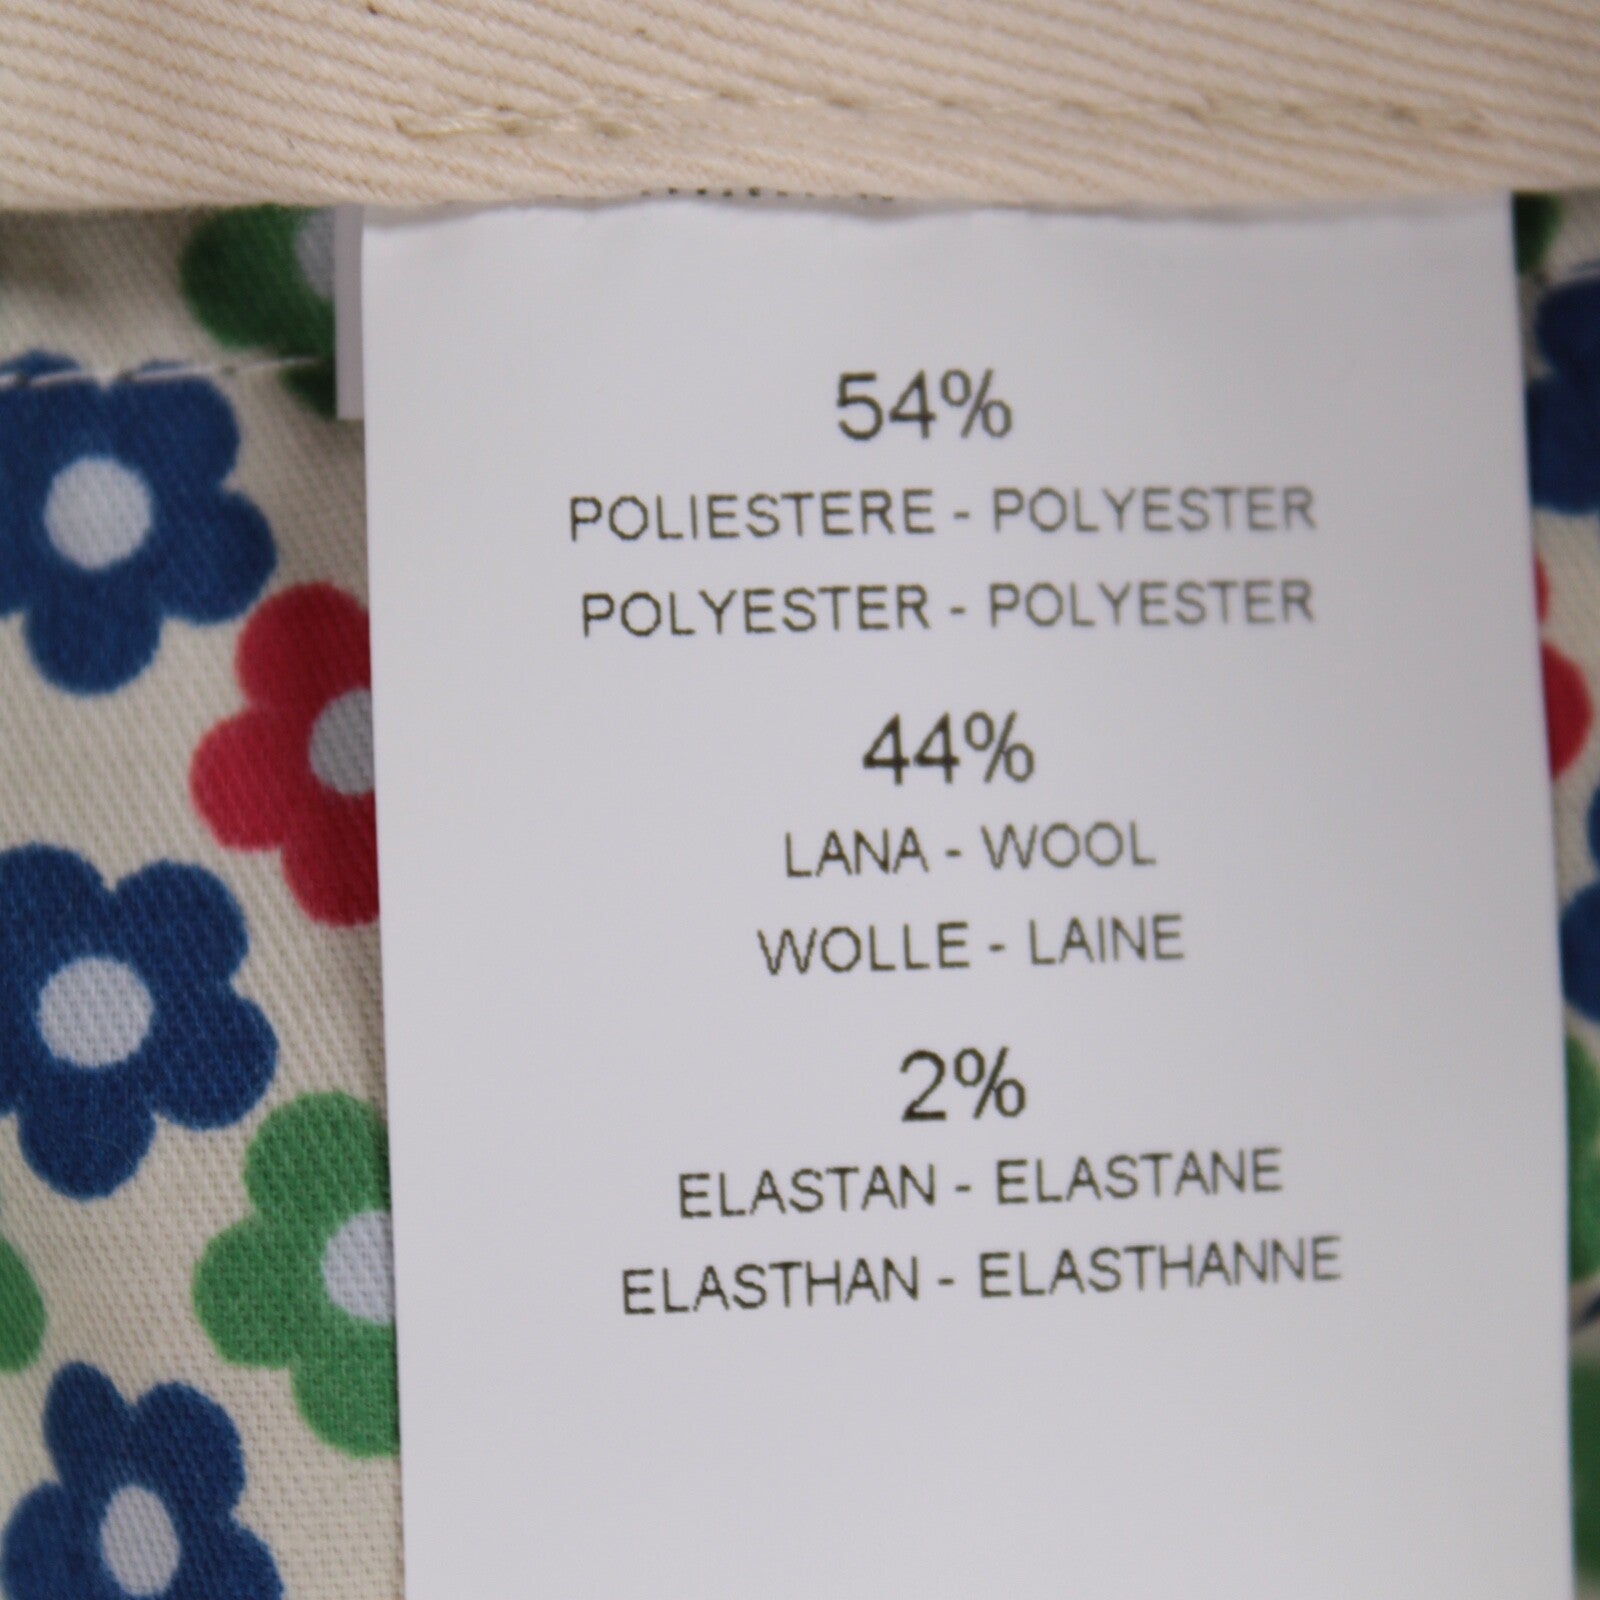 54%
POLIESTERE - POLYESTER
POLYESTER - POLYESTER
44%
LANA - WOOL
WOLLE - LAINE
2%
ELASTAN - ELASTANE
ELASTHAN - ELASTHANNE